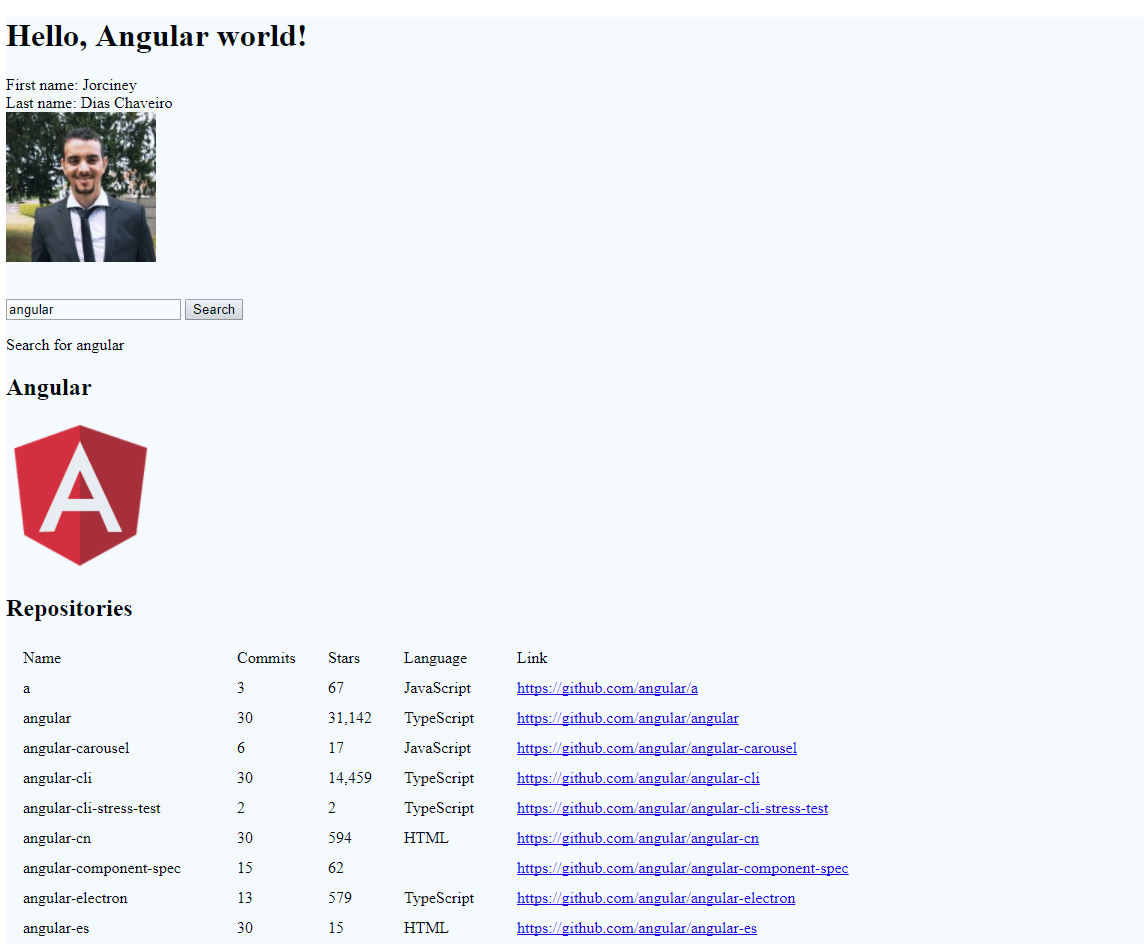 Hello, Angular world!
First name: Jorciney
Last name: Dias Chaveiro
angular Search
Search for angular
Angular
A
Repositories
Name Commits Stars Language Link
a 3 67 JavaScript https://github.com/angular/a
angular 30 31,142 TypeScript https://github.com/angular/angular
angular-carousel 6 17 JavaScript https://github.com/angular/angular-carousel
angular-cli 30 14,459 TypeScript https://github.com/angular/angular-cli
angular-cli-stress-test 2 2 TypeScript https://github.com/angular/angular-cli-stress-test
angular-cn 30 594 HTML https://github.com/angular/angular-cn
angular-component-spec 15 62 https://github.com/angular/angular-component-spec
angular-electron 13 579 TypeScript https://github.com/angular/angular-electron
angular-es 30 15 HTML https://github.com/angular/angular-es